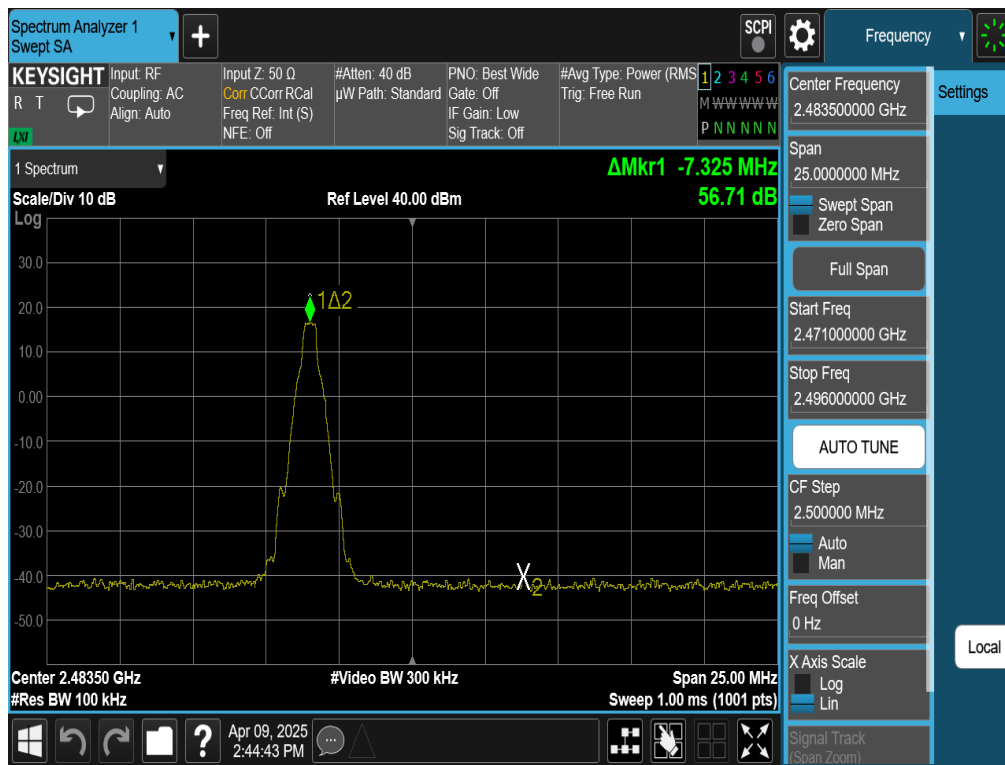 Spectrum Analyzer 1
Swept SA
+
SCPI
Frequency
KEYSIGHT
R T
LXI
Input: RF
Coupling: AC
Align: Auto
Input Z: 50 Ω
Corr CCorr RCal
Freq Ref: Int (S)
NFE: Off
#Atten: 40 dB
µW Path: Standard
PNO: Best Wide
Gate: Off
IF Gain: Low
Sig Track: Off
#Avg Type: Power (RMS
Trig: Free Run
1 2 3 4 5 6
M W W W W W
P N N N N N
1 Spectrum
ΔMkr1 -7.325 MHz
56.71 dB
Scale/Div 10 dB
Ref Level 40.00 dBm
Log
30.0
20.0
10.0
0.00
-10.0
-20.0
-30.0
-40.0
-50.0
1Δ2
X2
Center 2.48350 GHz
#Video BW 300 kHz
Span 25.00 MHz
#Res BW 100 kHz
Sweep 1.00 ms (1001 pts)
Apr 09, 2025
2:44:43 PM
?
Center Frequency
2.483500000 GHz
Span
25.0000000 MHz
Swept Span
Zero Span
Full Span
Start Freq
2.471000000 GHz
Stop Freq
2.496000000 GHz
AUTO TUNE
CF Step
2.500000 MHz
Auto
Man
Freq Offset
0 Hz
X Axis Scale
Log
Lin
Signal Track
(Span Zoom)
Settings
Local